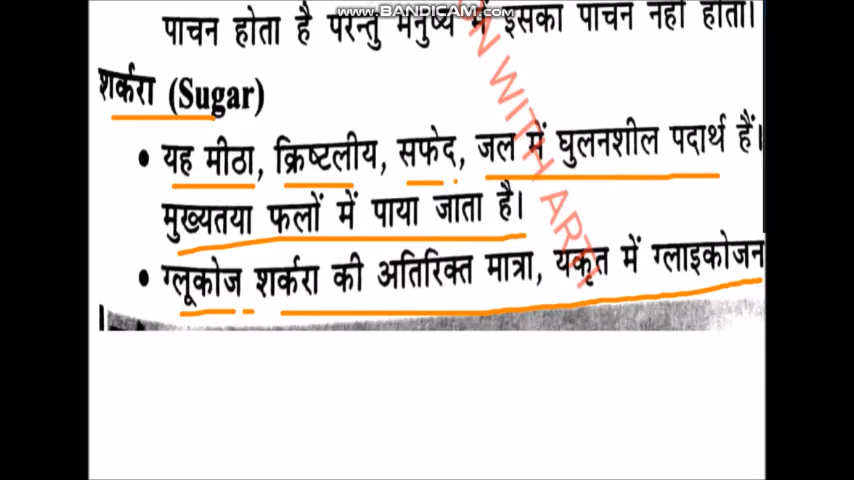 www.BANDICAM.com
पाचन होता है परन्तु मनुष्य में इसका पाचन नहीं होता।
शर्करा (Sugar)
• यह मीठा, क्रिष्टलीय, सफेद, जल में घुलनशील पदार्थ हैं।
मुख्यतया फलों में पाया जाता है।
• ग्लूकोज शर्करा की अतिरिक्त मात्रा, यकृत में ग्लाइकोजन
WITH